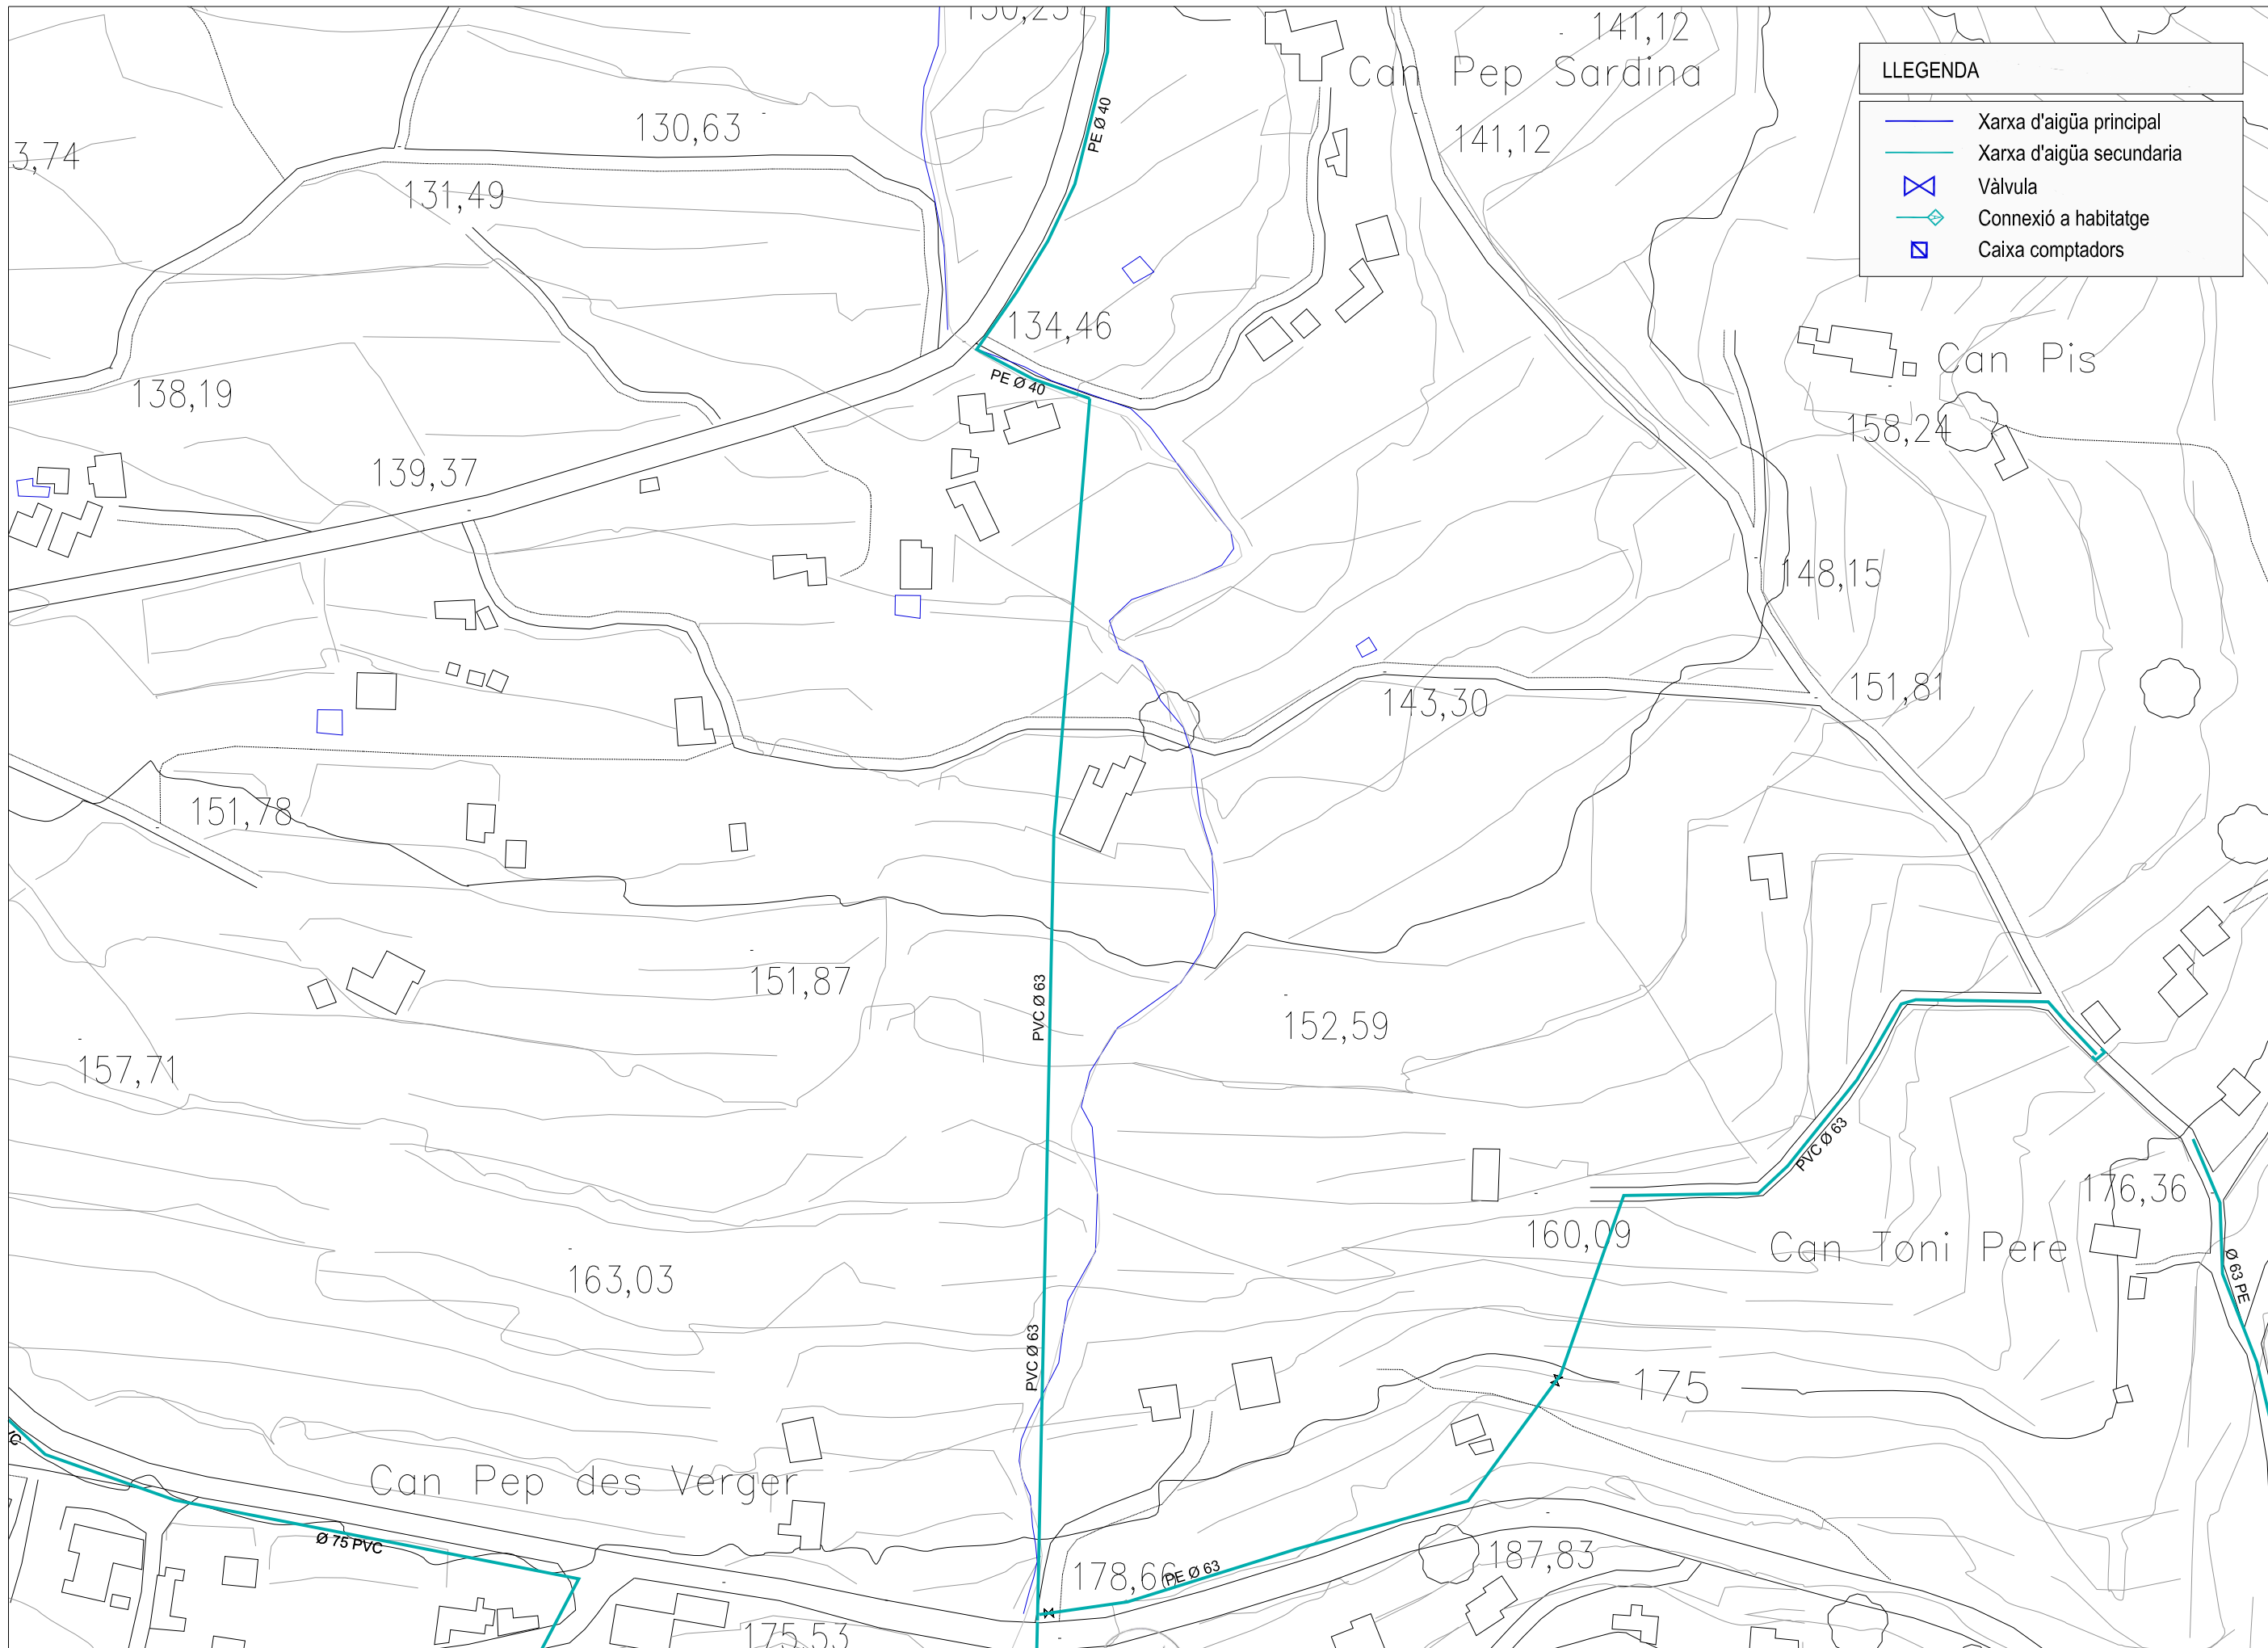 130,25
141,12
LLEGENDA
Can Pep Sardina
Xarxa d'aigüa principal
PE Ø 40
130,63
141,12
3,74
Xarxa d'aigüa secundaria
131,49
Vàlvula
Connexió a habitatge
Caixa comptadors
134,46
Can Pis
PE Ø 40
138,19
158,24
139,37
148,15
151,81
143,30
151,78
151,87
PVC Ø 63
152,59
157,71
PVC Ø 63
176,36
160,09
Can Toni Pere
163,03
Ø 63 PE
PVC Ø 63
175
Can Pep des Verger
Ø 75 PVC
187,83
178,66
PE Ø 63
175,53